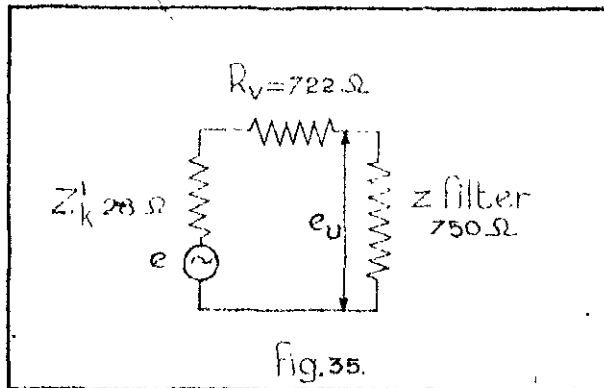 R_v=722 Ω
Z'_k 28 Ω
z filter
750 Ω
e_u
e
fig.35.